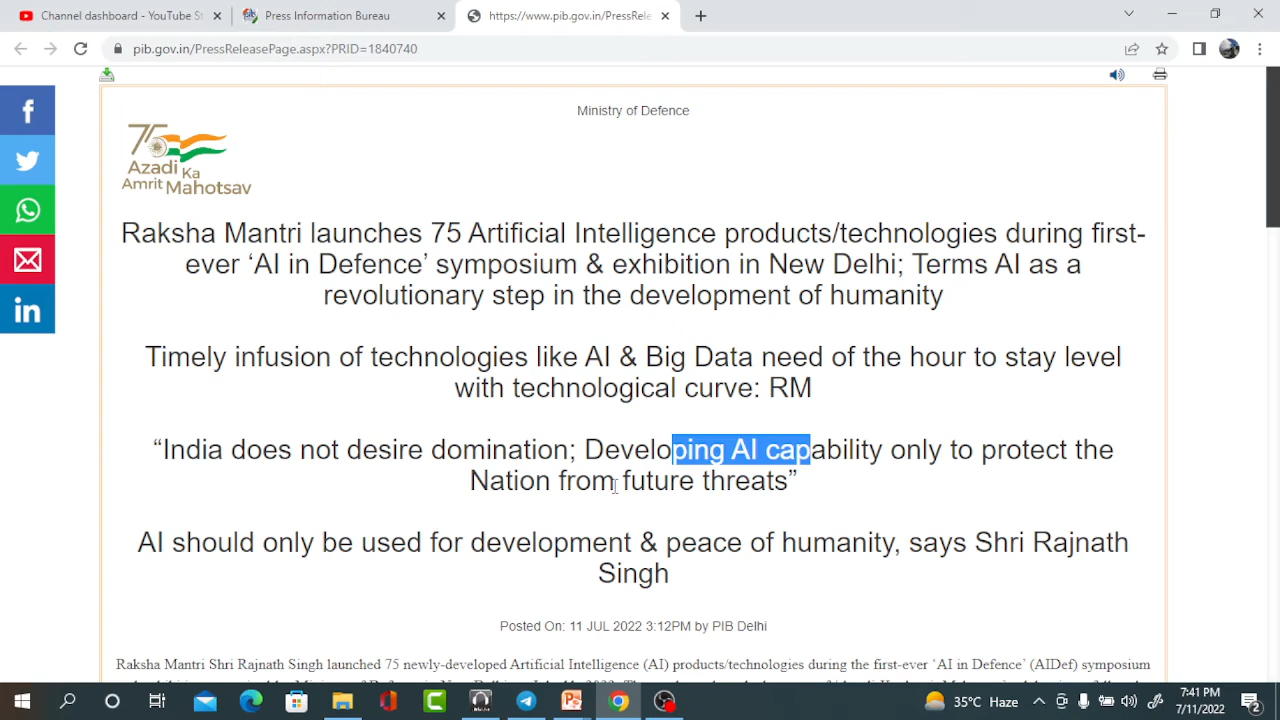 Channel dashboard - YouTube St
Press Information Bureau
https://www.pib.gov.in/PressRele
pib.gov.in/PressReleasePage.aspx?PRID=1840740
Ministry of Defence
75
Azadi Ka
Amrit Mahotsav
Raksha Mantri launches 75 Artificial Intelligence products/technologies during first-
ever ‘AI in Defence’ symposium & exhibition in New Delhi; Terms AI as a
revolutionary step in the development of humanity
Timely infusion of technologies like AI & Big Data need of the hour to stay level
with technological curve: RM
“India does not desire domination; Developing AI capability only to protect the
Nation from future threats”
AI should only be used for development & peace of humanity, says Shri Rajnath
Singh
Posted On: 11 JUL 2022 3:12PM by PIB Delhi
Raksha Mantri Shri Rajnath Singh launched 75 newly-developed Artificial Intelligence (AI) products/technologies during the first-ever ‘AI in Defence’ (AIDef) symposium
35°C Haze
7:41 PM
7/11/2022
2